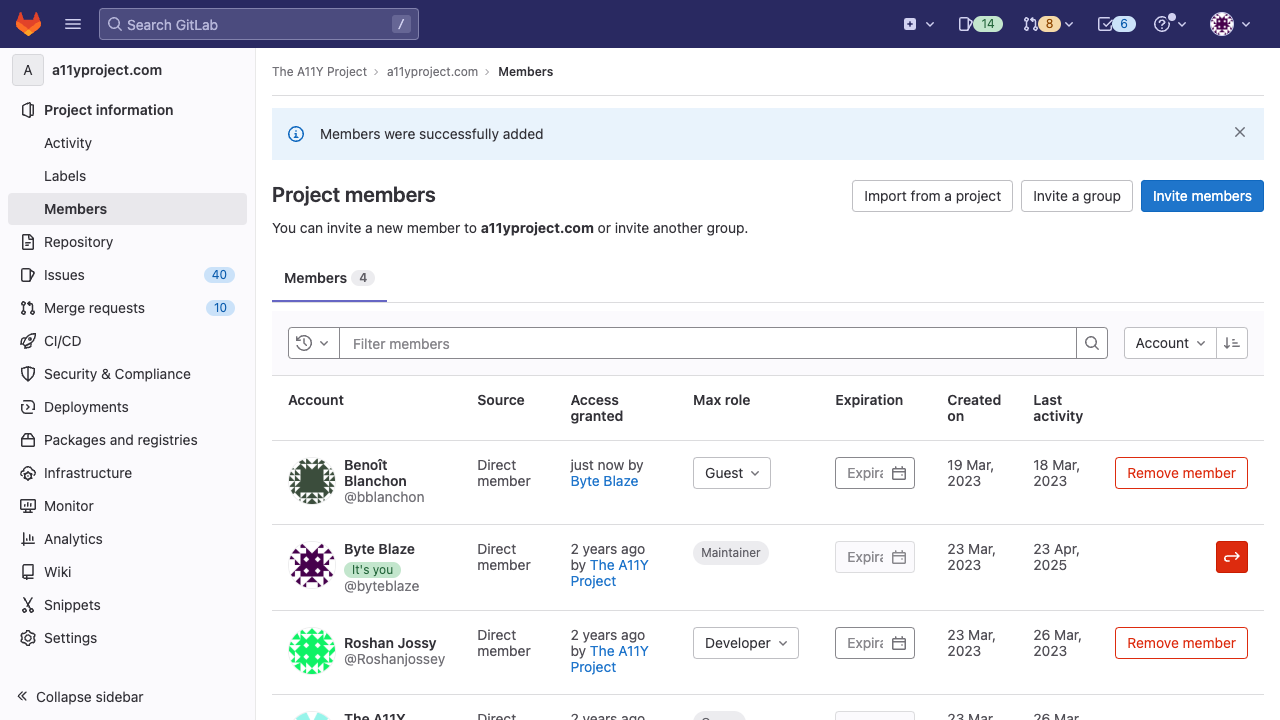 Search GitLab
/
14
8
6
A
a11yproject.com
Project information
Activity
Labels
Members
Repository
Issues
40
Merge requests
10
CI/CD
Security & Compliance
Deployments
Packages and registries
Infrastructure
Monitor
Analytics
Wiki
Snippets
Settings
Collapse sidebar
The A11Y Project
a11yproject.com
Members
Members were successfully added
Project members
Import from a project
Invite a group
Invite members
You can invite a new member to a11yproject.com or invite another group.
Members 4
Filter members
Account
Account
Source
Access
granted
Max role
Expiration
Created
on
Last
activity
Benoît
Blanchon
@bblanchon
Direct
member
just now by
Byte Blaze
Guest
Expira
19 Mar,
2023
18 Mar,
2023
Remove member
Byte Blaze
It's you
@byteblaze
Direct
member
2 years ago
by The A11Y
Project
Maintainer
Expira
23 Mar,
2023
23 Apr,
2025
Roshan Jossy
@Roshanjossey
Direct
member
2 years ago
by The A11Y
Project
Developer
Expira
23 Mar,
2023
26 Mar,
2023
Remove member
The A11Y
Direct
2 years ago
23 Mar,
26 Mar,